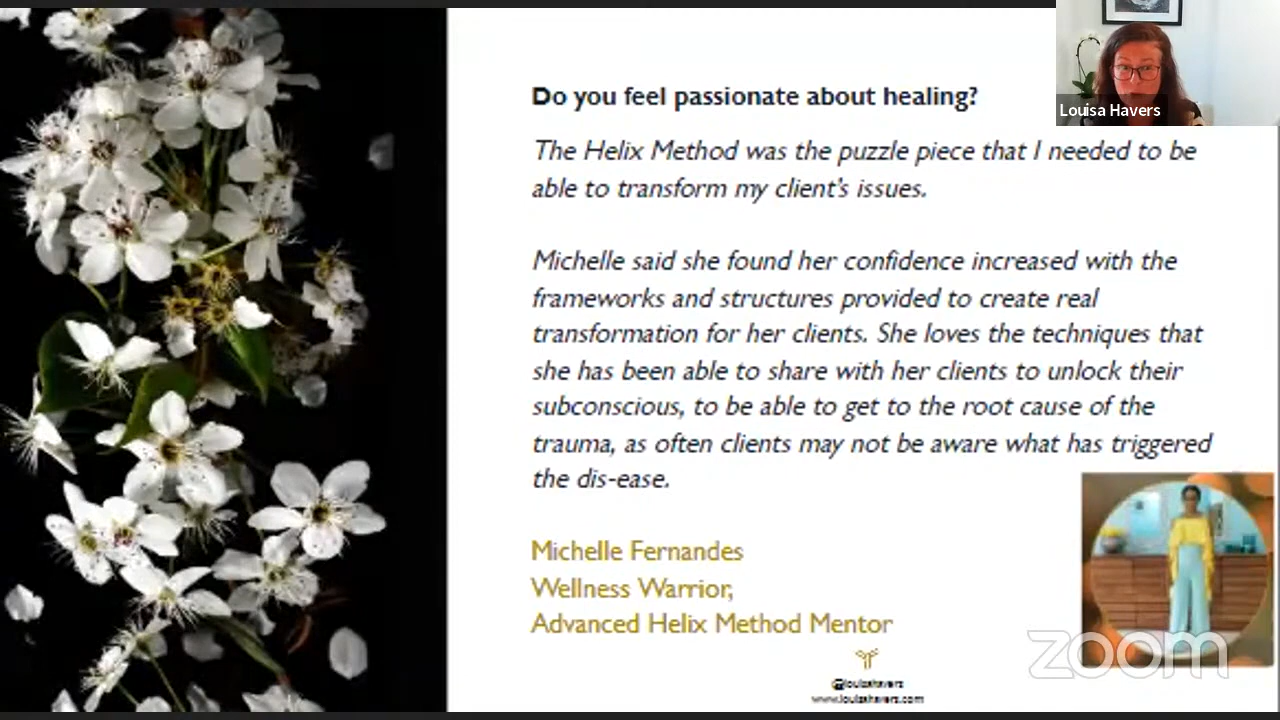 Do you feel passionate about healing?
Louisa Havers
The Helix Method was the puzzle piece that I needed to be
able to transform my client's issues.
Michelle said she found her confidence increased with the
frameworks and structures provided to create real
transformation for her clients. She loves the techniques that
she has been able to share with her clients to unlock their
subconscious, to be able to get to the root cause of the
trauma, as often clients may not be aware what has triggered
the dis-ease.
Michelle Fernandes
Wellness Warrior,
Advanced Helix Method Mentor
zoom
@louisahavers
www.louisahavers.com